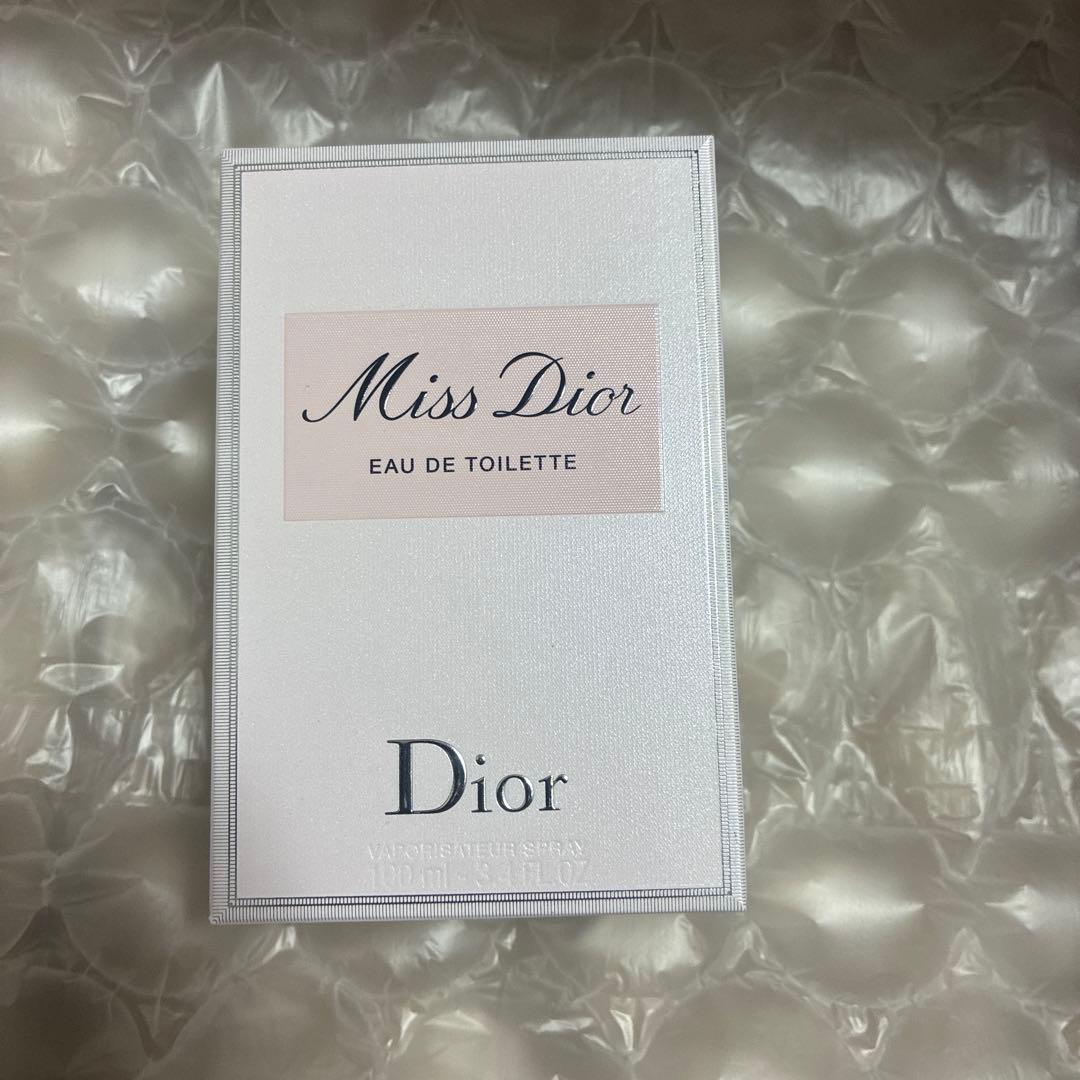 Miss Dior
EAU DE TOILETTE
Dior
VAPORISATEUR SPRAY
100 ml - 3.4 FL.OZ